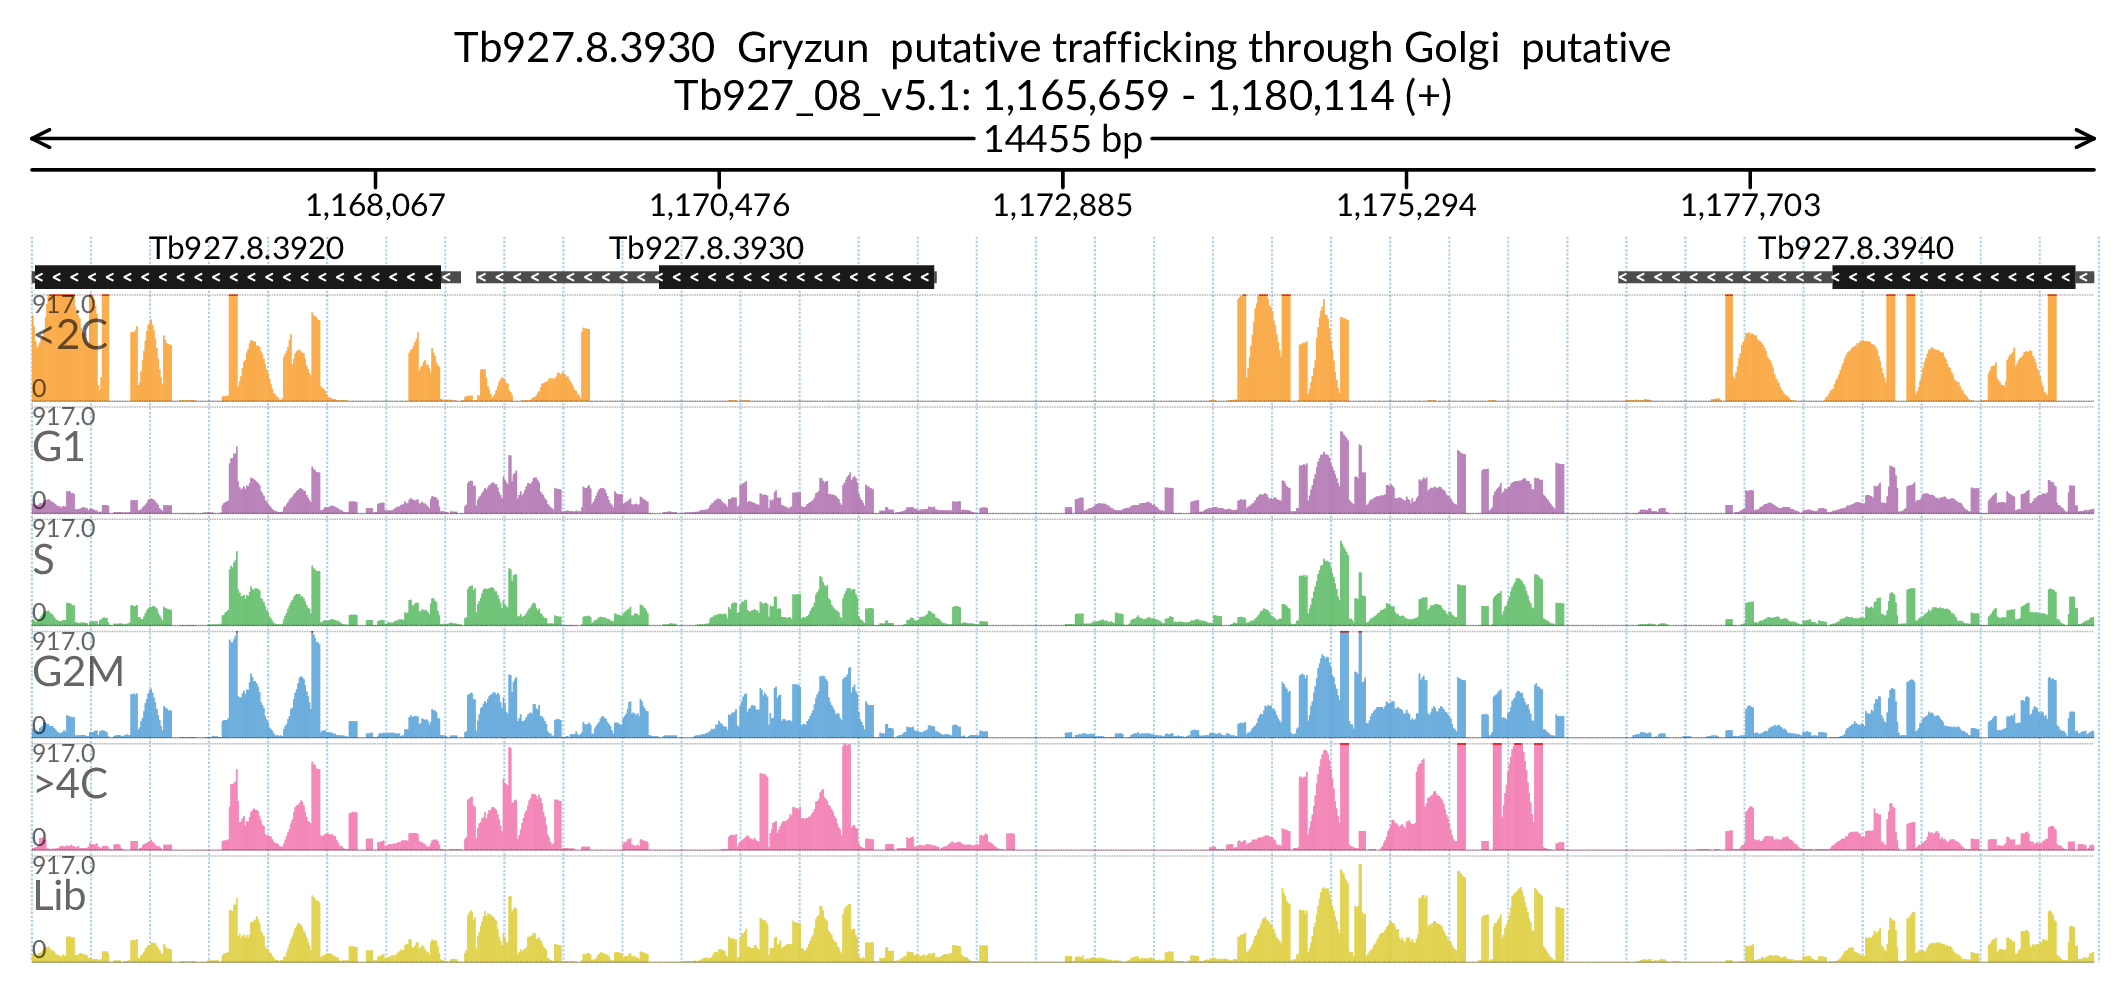 Tb927.8.3930  Gryzun  putative trafficking through Golgi  putative
Tb927_08_v5.1: 1,165,659 - 1,180,114 (+)
14455 bp
1,168,067 1,170,476 1,172,885 1,175,294 1,177,703
Tb927.8.3920 Tb927.8.3930 Tb927.8.3940
917.0
<2C
0
917.0
G1
0
917.0
S
0
917.0
G2M
0
917.0
>4C
0
917.0
Lib
0